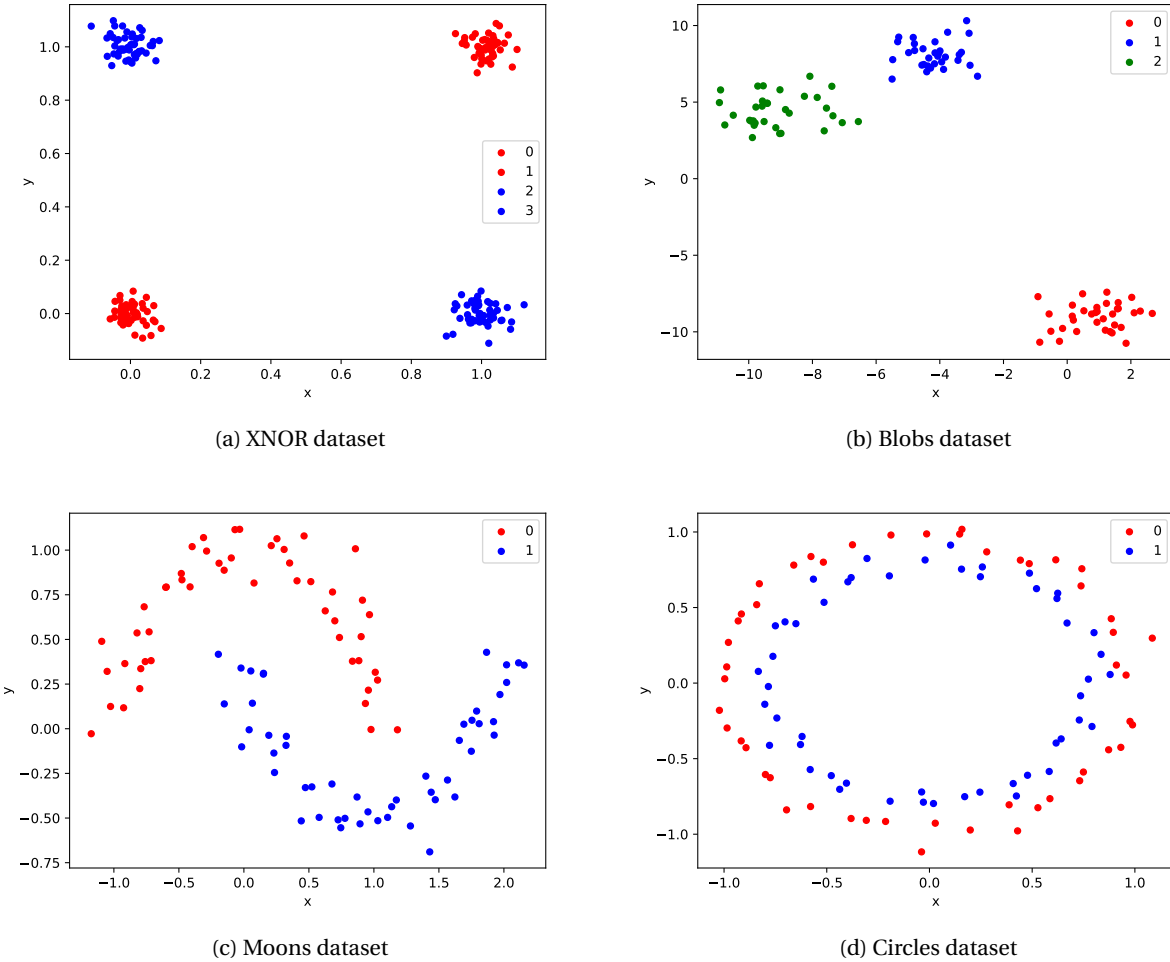 1.0
0.8
0.6
0.4
0.2
0.0
y
0.0 0.2 0.4 0.6 0.8 1.0
x
0
1
2
3
(a) XNOR dataset
10
5
0
−5
−10
y
−10 −8 −6 −4 −2 0 2
x
0
1
2
(b) Blobs dataset
1.00
0.75
0.50
0.25
0.00
−0.25
−0.50
−0.75
y
−1.0 −0.5 0.0 0.5 1.0 1.5 2.0
x
0
1
(c) Moons dataset
1.0
0.5
0.0
−0.5
−1.0
y
−1.0 −0.5 0.0 0.5 1.0
x
0
1
(d) Circles dataset